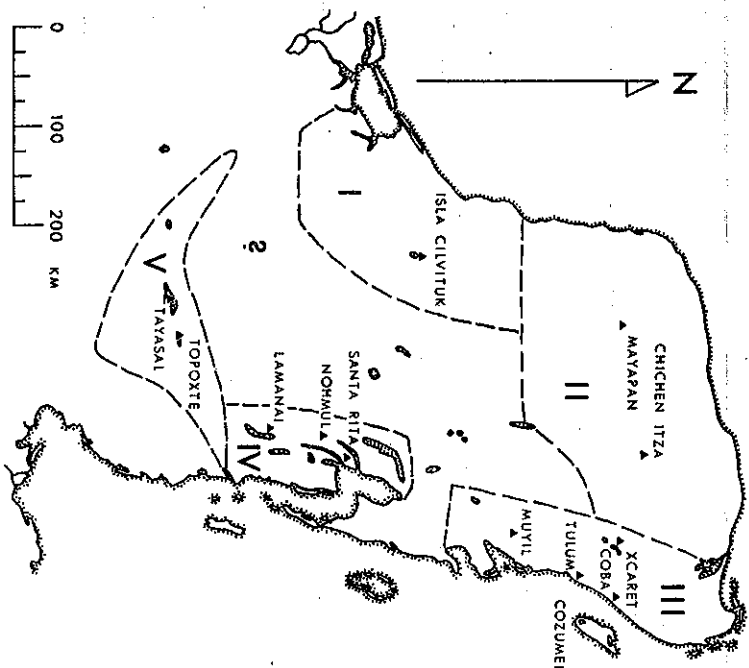 N
0
100
200
KM
I
ISLA CILVITUK
II
CHICHEN ITZA
MAYAPAN
III
XCARET
COBA
TULUM
MUYIL
COZUMEL
?
V
TAYASAL
TOPOXTE
IV
LAMANAI
NOHMUL
SANTA RITA